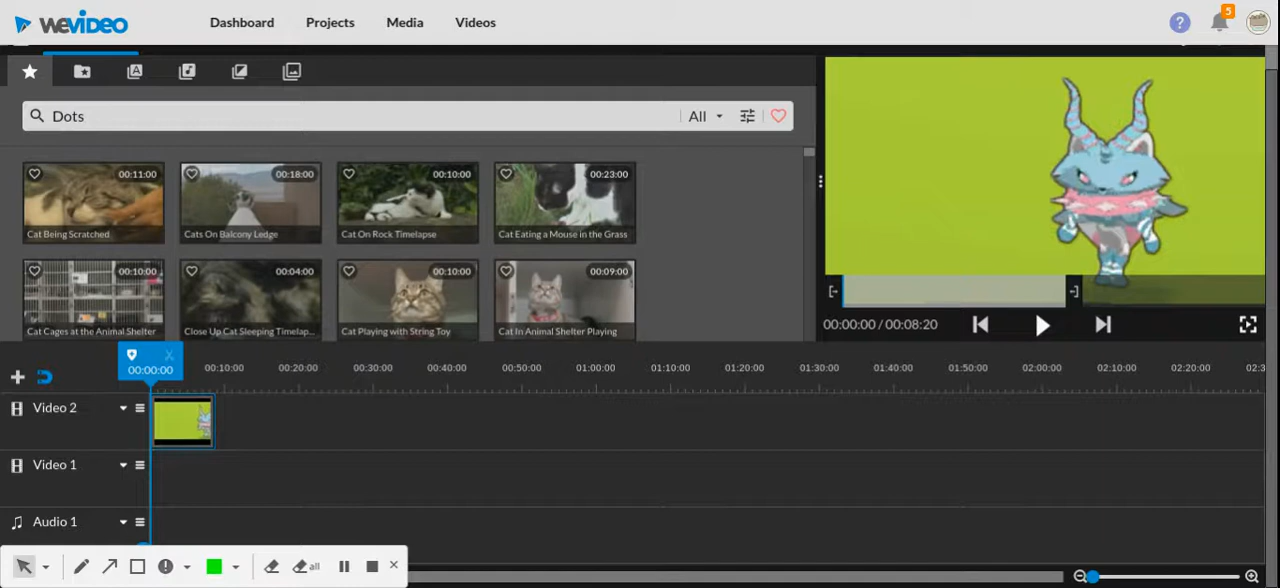 WEVIDEO Dashboard Projects Media Videos ? 5
Dots All
00:11:00 00:18:00 00:10:00 00:23:00
Cat Being Scratched Cats On Balcony Ledge Cat On Rock Timelapse Cat Eating a Mouse in the Grass
00:10:00 00:04:00 00:10:00 00:09:00
Cat Cages at the Animal Shelter Close Up Cat Sleeping Timelap... Cat Playing with String Toy Cat In Animal Shelter Playing
00:00:00 / 00:08:20
00:00:00 00:10:00 00:20:00 00:30:00 00:40:00 00:50:00 01:00:00 01:10:00 01:20:00 01:30:00 01:40:00 01:50:00 02:00:00 02:10:00 02:20:00 02:3
Video 2
Video 1
Audio 1
all